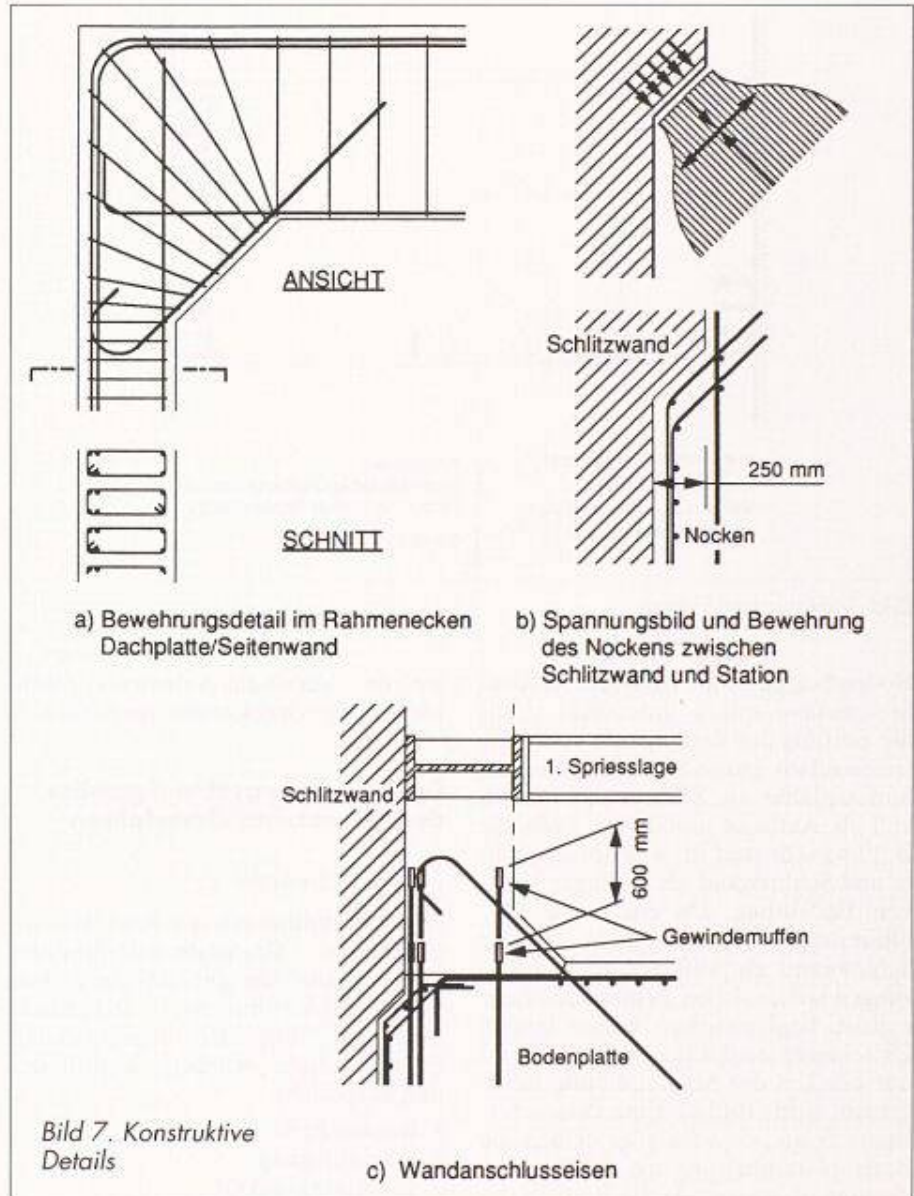 ANSICHT
SCHNITT
a) Bewehrungsdetail im Rahmenecken
Dachplatte/Seitenwand
Schlitzwand
250 mm
Nocken
b) Spannungsbild und Bewehrung
des Nockens zwischen
Schlitzwand und Station
Schlitzwand
1. Spriesslage
600 mm
Gewindemuffen
Bodenplatte
Bild 7. Konstruktive
Details
c) Wandanschlusseisen